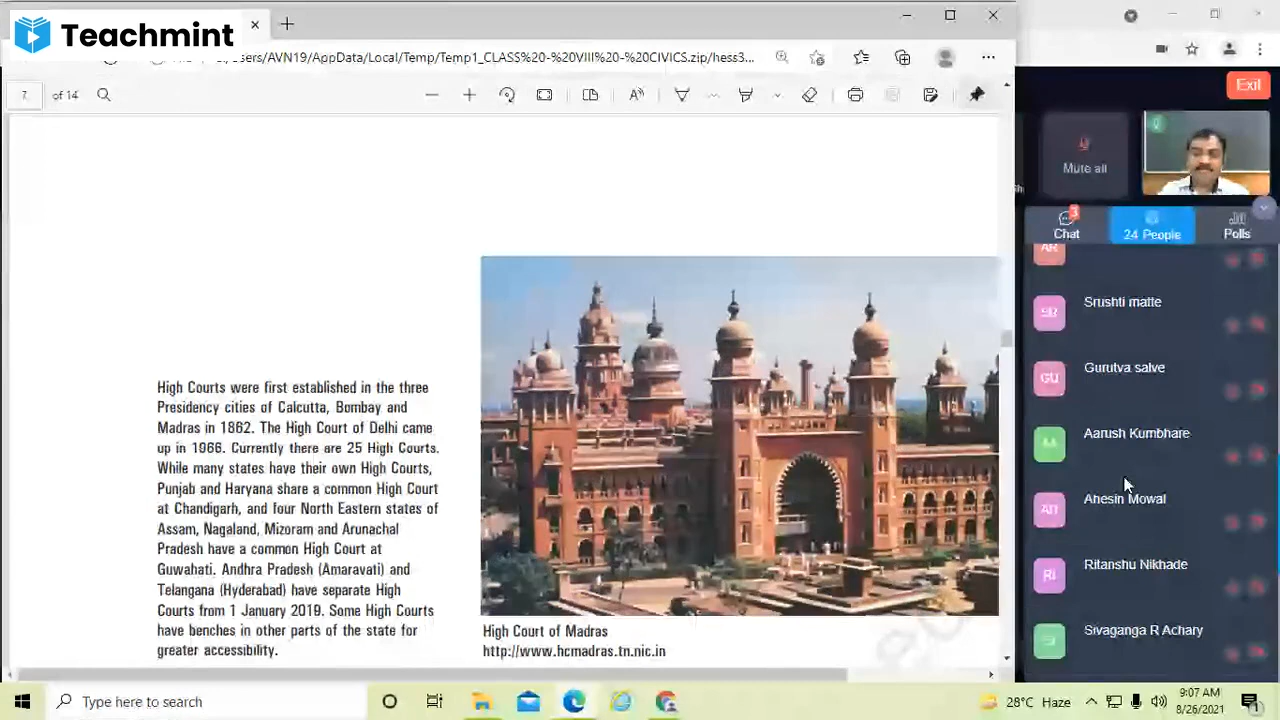 Teachmint
Users/AVN19/AppData/Local/Temp/Temp1_CLASS%20-%20VIII%20-%20CIVICS.zip/hess3...
7 of 14
Exit
Mute all
3
Chat
24 People
Polls
AR
Srushti matte
SR
Gurutva salve
GU
High Courts were first established in the three
Presidency cities of Calcutta, Bombay and
Madras in 1862. The High Court of Delhi came
up in 1966. Currently there are 25 High Courts.
While many states have their own High Courts,
Punjab and Haryana share a common High Court
at Chandigarh, and four North Eastern states of
Assam, Nagaland, Mizoram and Arunachal
Pradesh have a common High Court at
Guwahati. Andhra Pradesh (Amaravati) and
Telangana (Hyderabad) have separate High
Courts from 1 January 2019. Some High Courts
have benches in other parts of the state for
greater accessibility.
High Court of Madras
http://www.hcmadras.tn.nic.in
Aarush Kumbhare
AA
Ahesin Mowal
Ritanshu Nikhade
RI
Sivaganga R Achary
Type here to search
28°C Haze
9:07 AM
8/26/2021
1